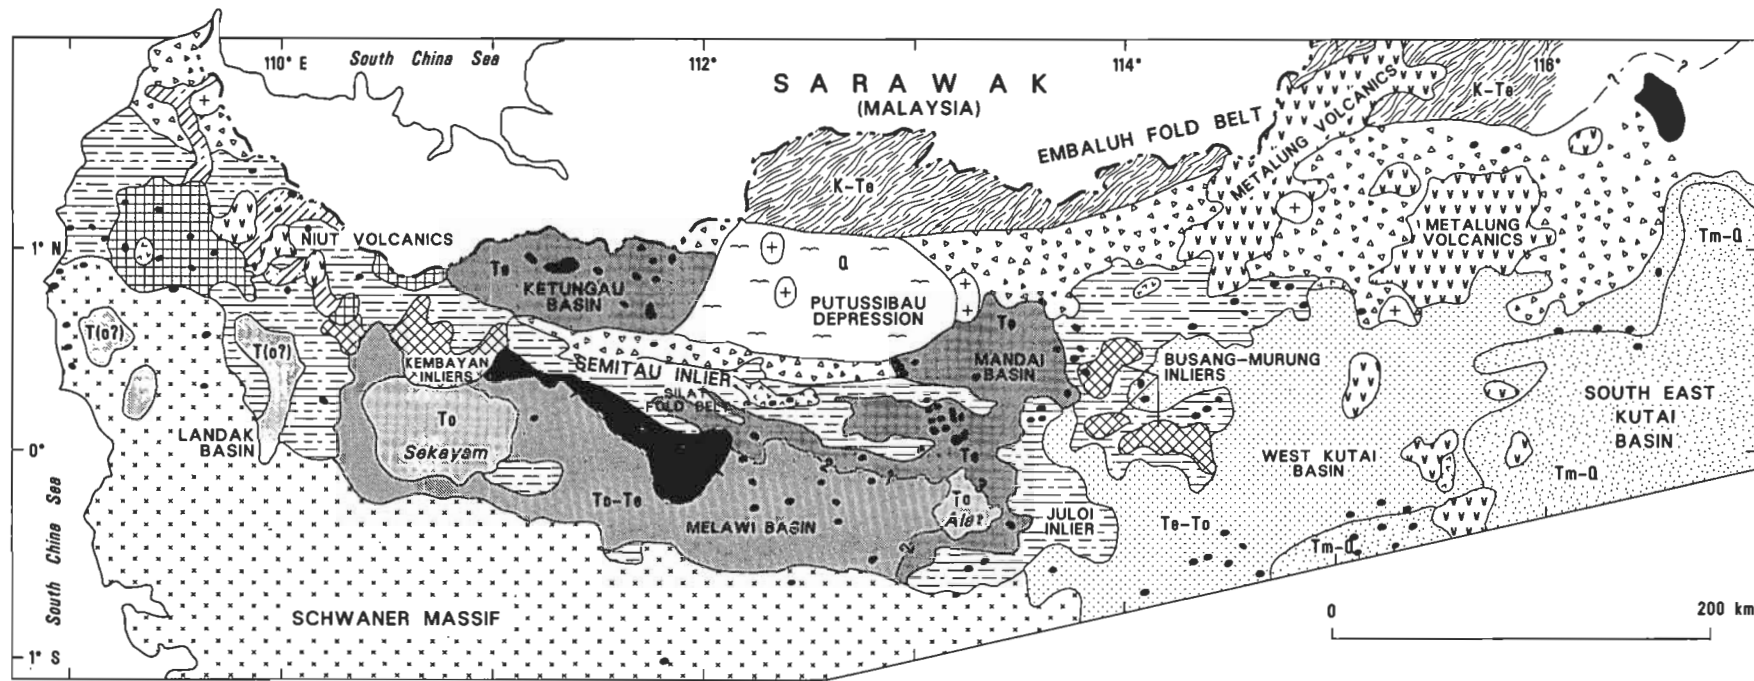 110° E
South China Sea
112°
SARAWAK
(MALAYSIA)
114°
116°
?
?
K-Te
METALUNG VOLCANICS
EMBALUH FOLD BELT
K-Te
METALUNG
VOLCANICS
Tm-Q
1° N
NIUT VOLCANICS
Te
KETUNGAU
BASIN
Q
PUTUSSIBAU
DEPRESSION
Te
MANDAI
BASIN
T(o?)
T(o?)
KEMBAYAN
INLIERS
SEMITAU INLIER
SILAT
FOLD BELT
BUSANG-MURUNG
INLIERS
SOUTH EAST
KUTAI
BASIN
To
Sekayam
LANDAK
BASIN
0°
Te
WEST KUTAI
BASIN
Tm-Q
To-Te
MELAWI BASIN
?
To
Alat
?
?
JULOI
INLIER
Te-To
Tm-Q
South China Sea
SCHWANER MASSIF
0
200 km
1° S